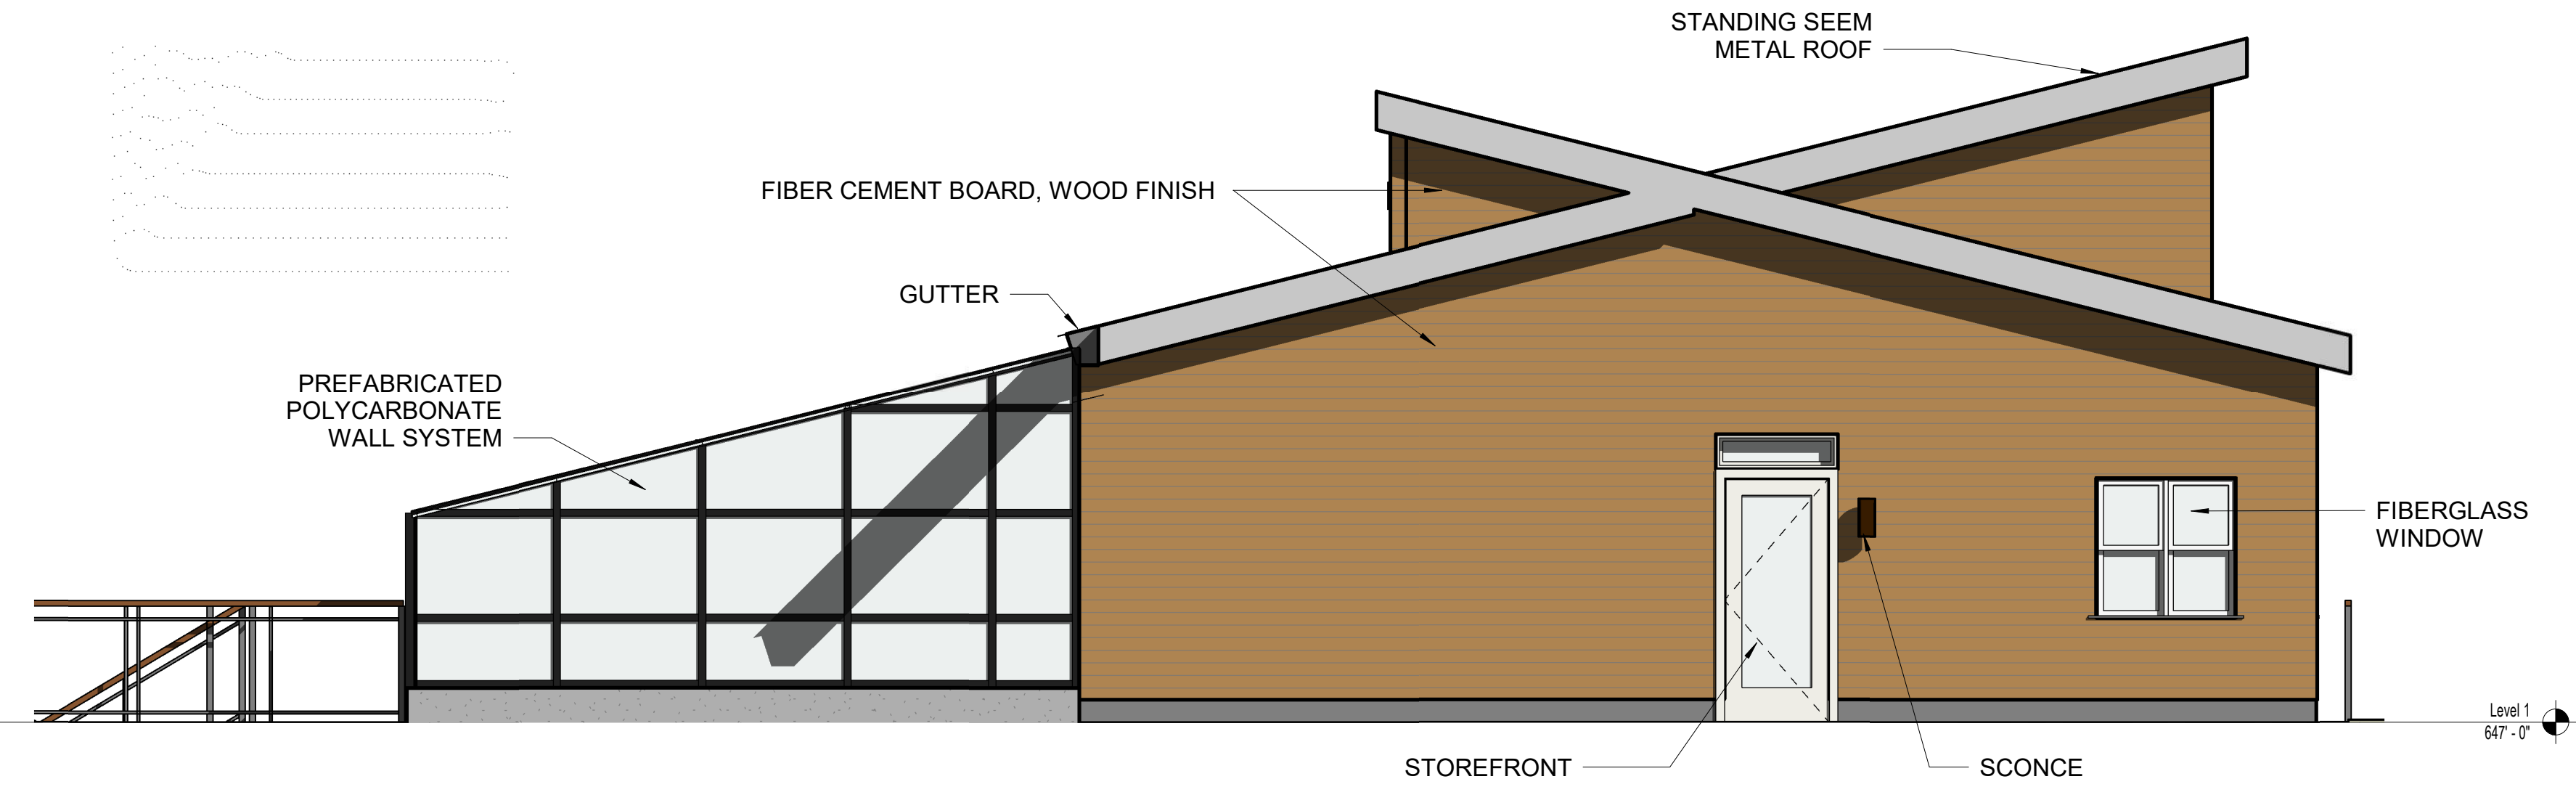 STANDING SEEM
METAL ROOF
FIBER CEMENT BOARD, WOOD FINISH
GUTTER
PREFABRICATED
POLYCARBONATE
WALL SYSTEM
FIBERGLASS
WINDOW
Level 1
647' - 0"
STOREFRONT
SCONCE